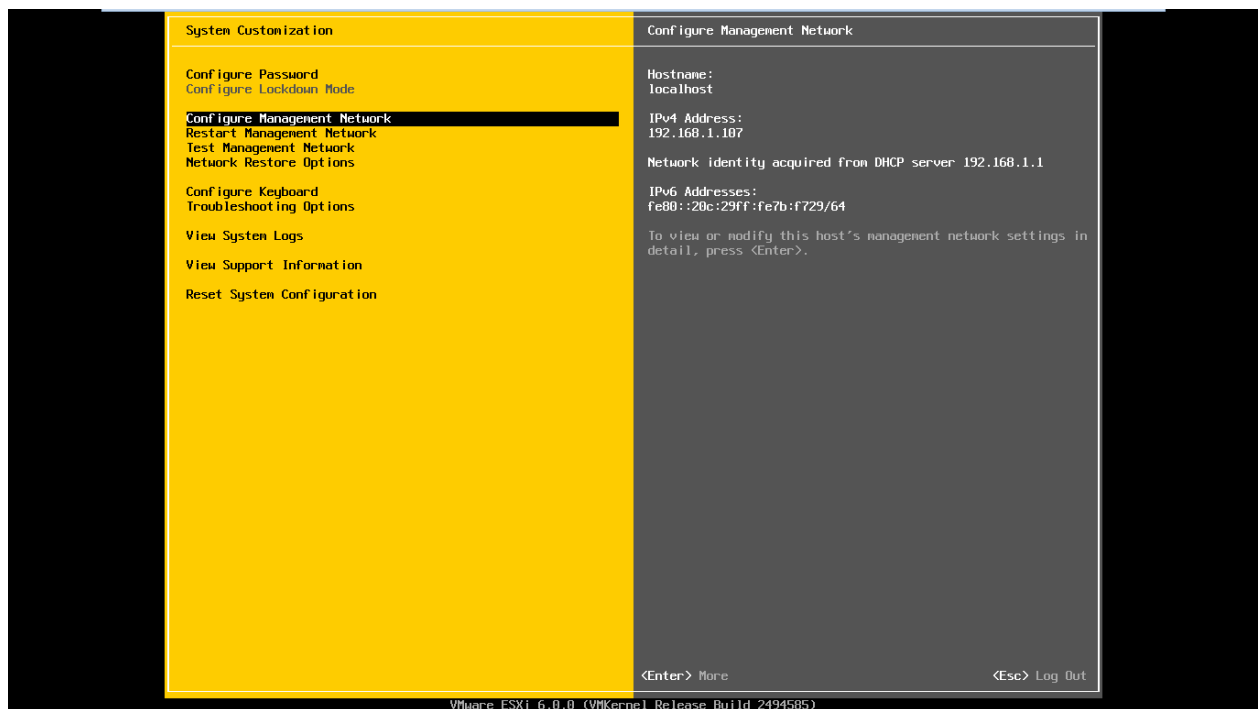 System Customization
Configure Password
Configure Lockdown Mode
Configure Management Network
Restart Management Network
Test Management Network
Network Restore Options
Configure Keyboard
Troubleshooting Options
View System Logs
View Support Information
Reset System Configuration
Configure Management Network
Hostname:
localhost
IPv4 Address:
192.168.1.107
Network identity acquired from DHCP server 192.168.1.1
IPv6 Addresses:
fe80::20c:29ff:fe7b:f729/64
To view or modify this host's management network settings in
detail, press <Enter>.
<Enter> More
<Esc> Log Out
VMware ESXi 6.0.0 (VMKernel Release Build 2494585)